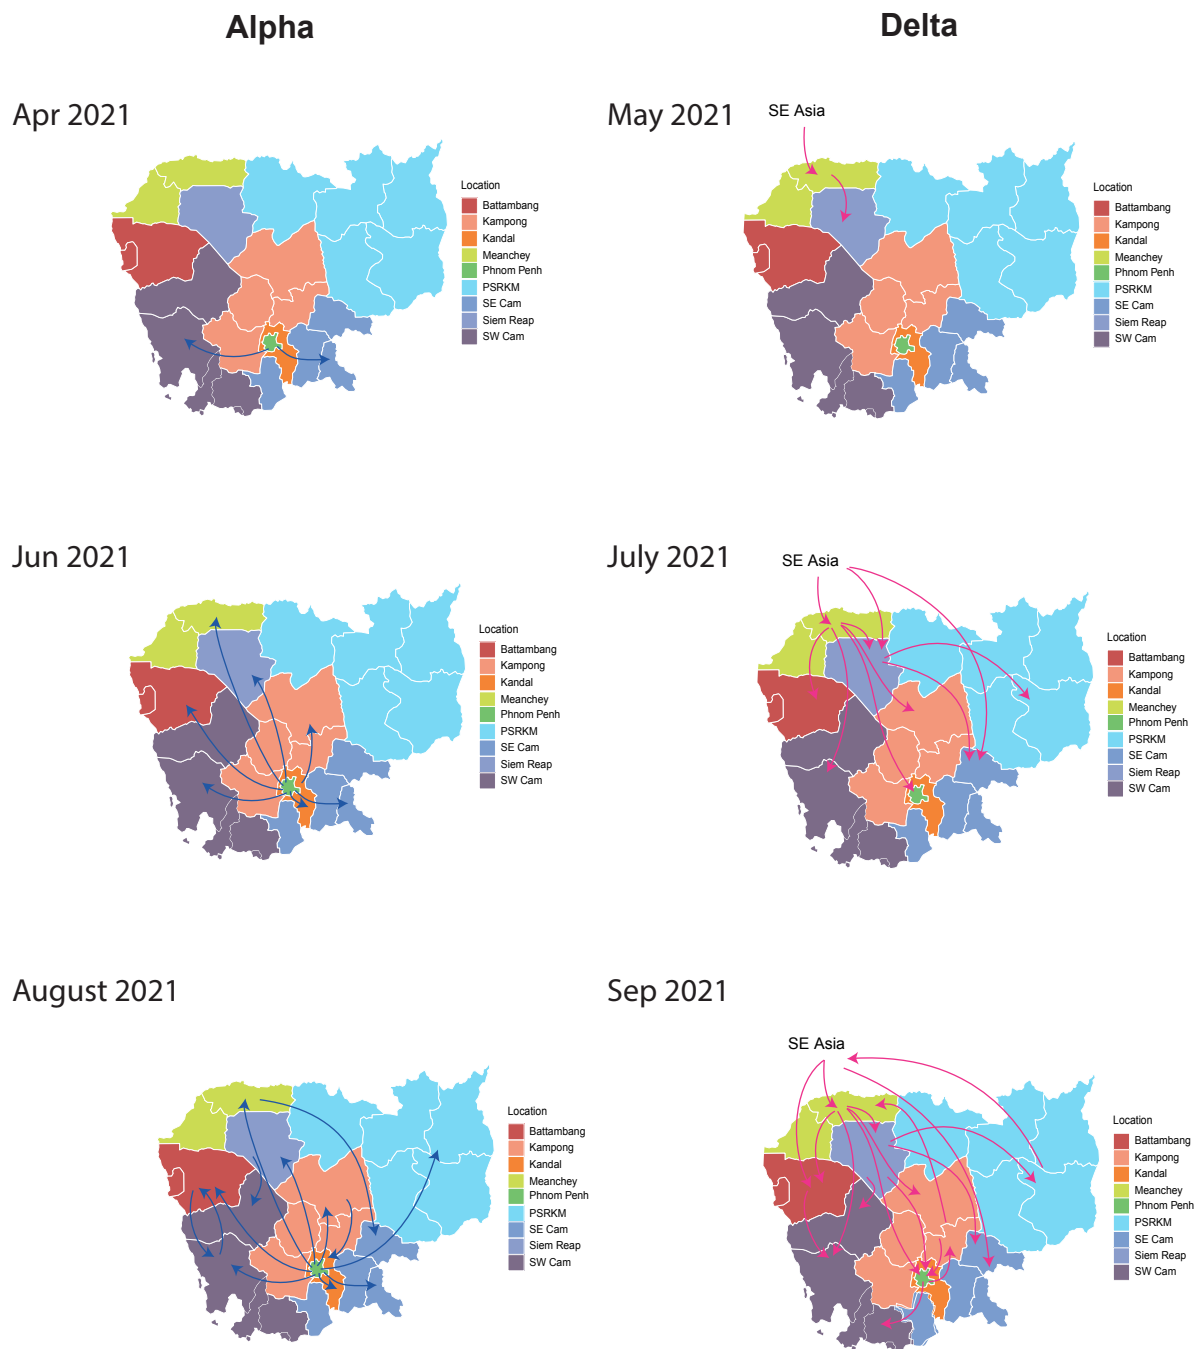 Alpha
Delta
Apr 2021
May 2021
SE Asia
Location
Battambang
Kampong
Kandal
Meanchey
Phnom Penh
PSRKM
SE Cam
Siem Reap
SW Cam
Location
Battambang
Kampong
Kandal
Meanchey
Phnom Penh
PSRKM
SE Cam
Siem Reap
SW Cam
Jun 2021
July 2021
SE Asia
Location
Battambang
Kampong
Kandal
Meanchey
Phnom Penh
PSRKM
SE Cam
Siem Reap
SW Cam
Location
Battambang
Kampong
Kandal
Meanchey
Phnom Penh
PSRKM
SE Cam
Siem Reap
SW Cam
August 2021
Sep 2021
SE Asia
Location
Battambang
Kampong
Kandal
Meanchey
Phnom Penh
PSRKM
SE Cam
Siem Reap
SW Cam
Location
Battambang
Kampong
Kandal
Meanchey
Phnom Penh
PSRKM
SE Cam
Siem Reap
SW Cam